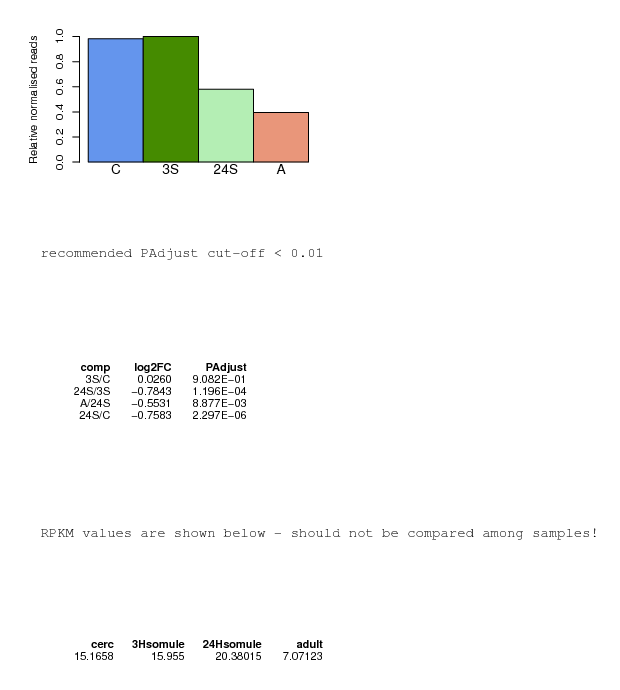 Relative normalised reads
1.0
0.8
0.6
0.4
0.2
0.0
C 3S 24S A
recommended PAdjust cut-off < 0.01
comp log2FC PAdjust
3S/C 0.0260 9.082E-01
24S/3S -0.7843 1.196E-04
A/24S -0.5531 8.877E-03
24S/C -0.7583 2.297E-06
RPKM values are shown below - should not be compared among samples!
cerc 3Hsomule 24Hsomule adult
15.1658 15.955 20.38015 7.07123